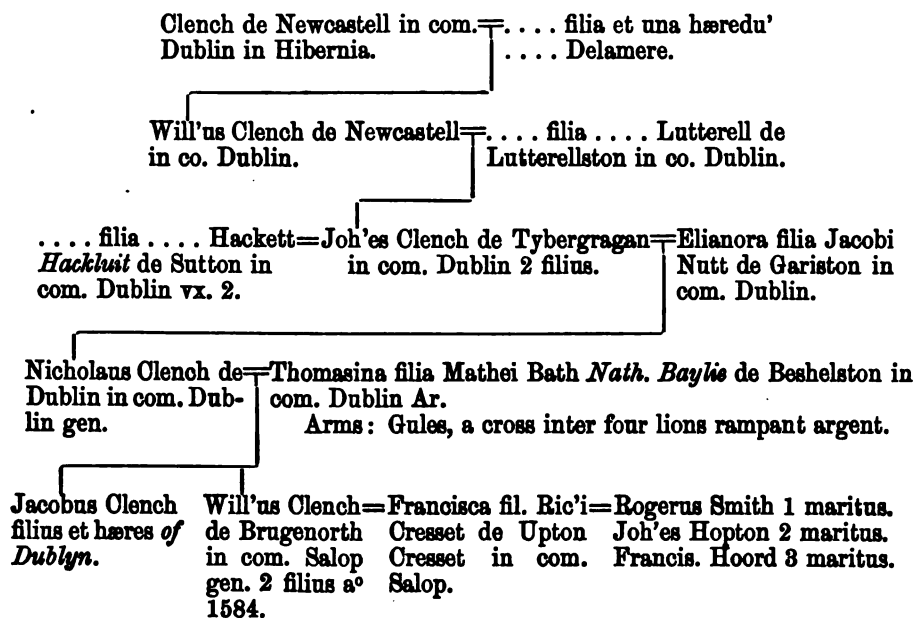 Clench de Newcastell in com.=.... filia et una hæredu'
Dublin in Hibernia. .... Delamere.
Will'us Clench de Newcastell=.... filia .... Lutterell de
in co. Dublin. Lutterellston in co. Dublin.
.... filia .... Hackett=Joh'es Clench de Tybergragan=Elianora filia Jacobi
Hackluit de Sutton in in com. Dublin 2 filius. Nutt de Gariston in
com. Dublin vx. 2. com. Dublin.
Nicholaus Clench de=Thomasina filia Mathei Bath Nath. Baylie de Beshelston in
Dublin in com. Dub- com. Dublin Ar.
lin gen. Arms: Gules, a cross inter four lions rampant argent.
Jacobus Clench Will'us Clench=Francisca fil. Ric'i=Rogerus Smith 1 maritus.
filius et hæres of de Brugenorth Cresset de Upton Joh'es Hopton 2 maritus.
Dublyn. in com. Salop Cresset in com. Francis. Hoord 3 maritus.
gen. 2 filius aº Salop.
1584.